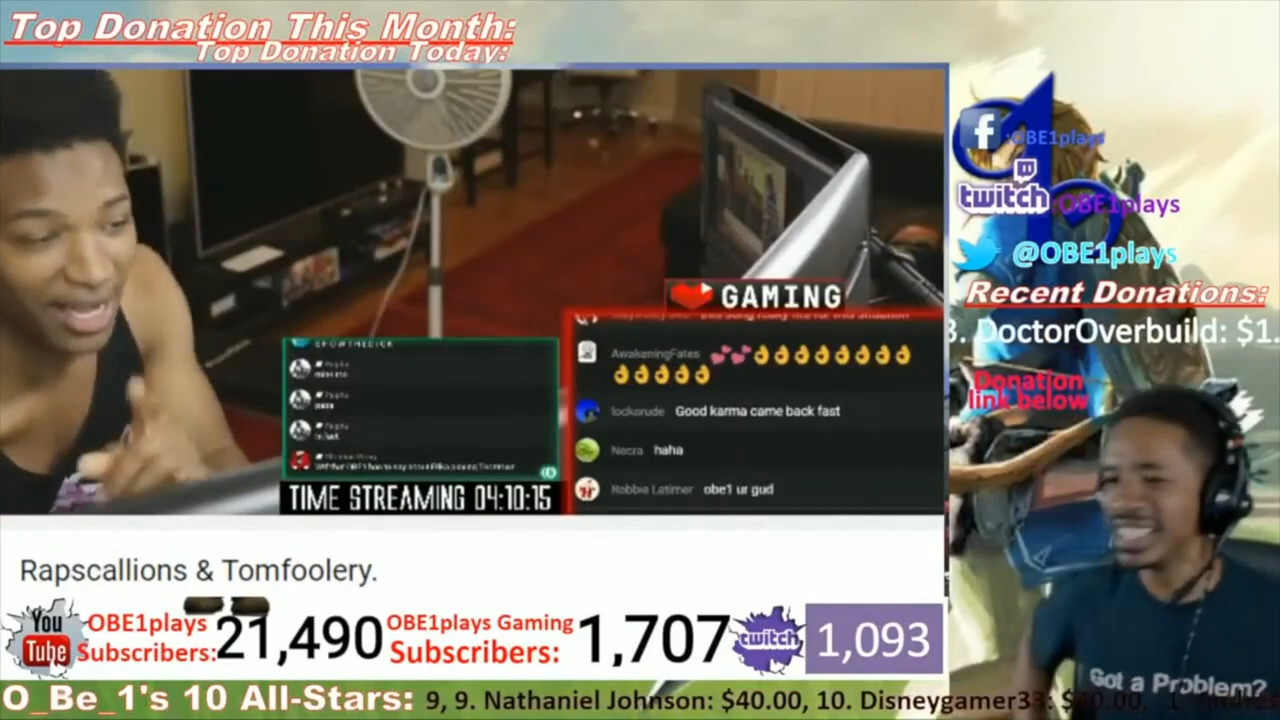 Top Donation This Month:
Top Donation Today:
f :OBE1plays
twitch :OBE1plays
@OBE1plays
Recent Donations:
3. DoctorOverbuild: $1.
Donation
link below
GAMING
AwakeningFates 💕💕👌👌👌👌👌👌👌👌
👌👌👌👌👌
lockorude Good karma came back fast
Necra haha
Robbie Latimer obe1 ur gud
TIME STREAMING 04:10:15
Rapscallions & Tomfoolery.
You Tube
OBE1plays
Subscribers: 21,490
OBE1plays Gaming
Subscribers: 1,707
twitch 1,093
Got a Problem?
O_Be_1's 10 All-Stars: 9, 9. Nathaniel Johnson: $40.00, 10. Disneygamer33: $40.00,